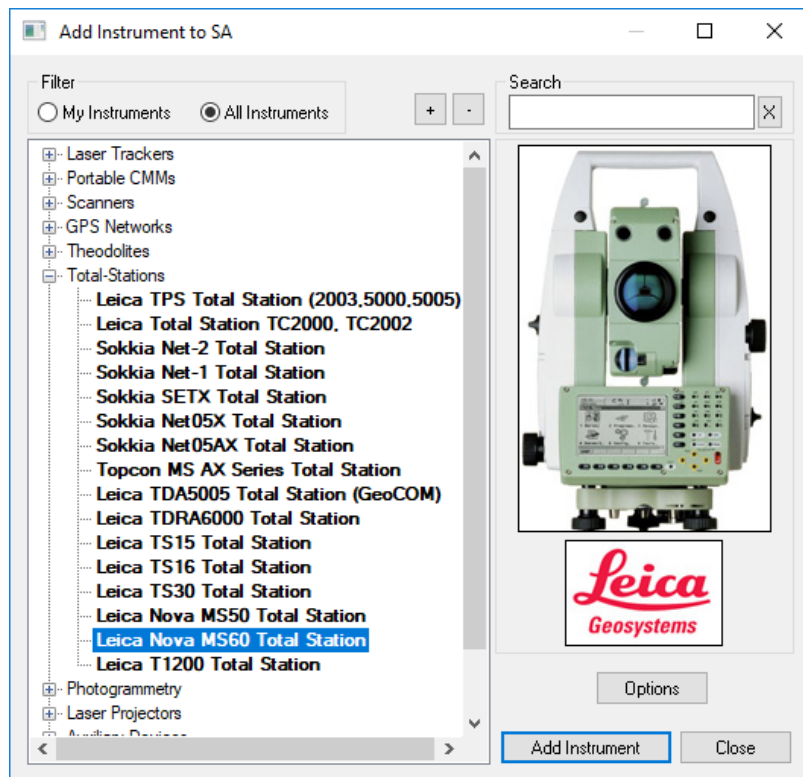 Add Instrument to SA
Filter
My Instruments
All Instruments
+
-
Search
X
Laser Trackers
Portable CMMs
Scanners
GPS Networks
Theodolites
Total-Stations
Leica TPS Total Station (2003,5000,5005)
Leica Total Station TC2000, TC2002
Sokkia Net-2 Total Station
Sokkia Net-1 Total Station
Sokkia SETX Total Station
Sokkia Net05X Total Station
Sokkia Net05AX Total Station
Topcon MS AX Series Total Station
Leica TDA5005 Total Station (GeoCOM)
Leica TDRA6000 Total Station
Leica TS15 Total Station
Leica TS16 Total Station
Leica TS30 Total Station
Leica Nova MS50 Total Station
Leica Nova MS60 Total Station
Leica T1200 Total Station
Photogrammetry
Laser Projectors
Auxiliary Devices
Leica
Geosystems
Options
Add Instrument
Close